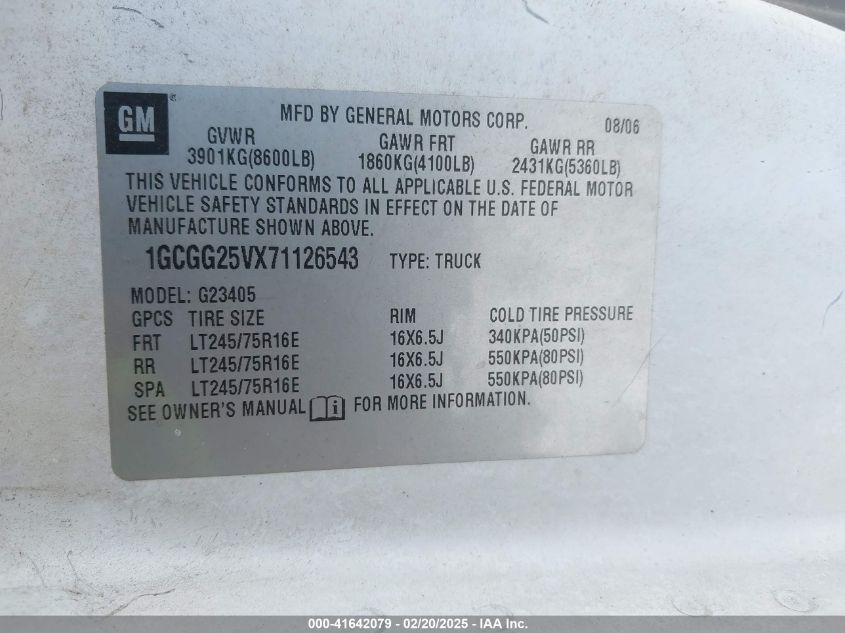 GM ® MFD BY GENERAL MOTORS CORP. 08/06
GVWR GAWR FRT GAWR RR
3901KG(8600LB) 1860KG(4100LB) 2431KG(5360LB)
THIS VEHICLE CONFORMS TO ALL APPLICABLE U.S. FEDERAL MOTOR
VEHICLE SAFETY STANDARDS IN EFFECT ON THE DATE OF
MANUFACTURE SHOWN ABOVE.
1GCGG25VX71126543 TYPE: TRUCK
MODEL: G23405
GPCS TIRE SIZE RIM COLD TIRE PRESSURE
FRT LT245/75R16E 16X6.5J 340KPA(50PSI)
RR LT245/75R16E 16X6.5J 550KPA(80PSI)
SPA LT245/75R16E 16X6.5J 550KPA(80PSI)
SEE OWNER'S MANUAL i FOR MORE INFORMATION.
000-41642079 - 02/20/2025 - IAA Inc.